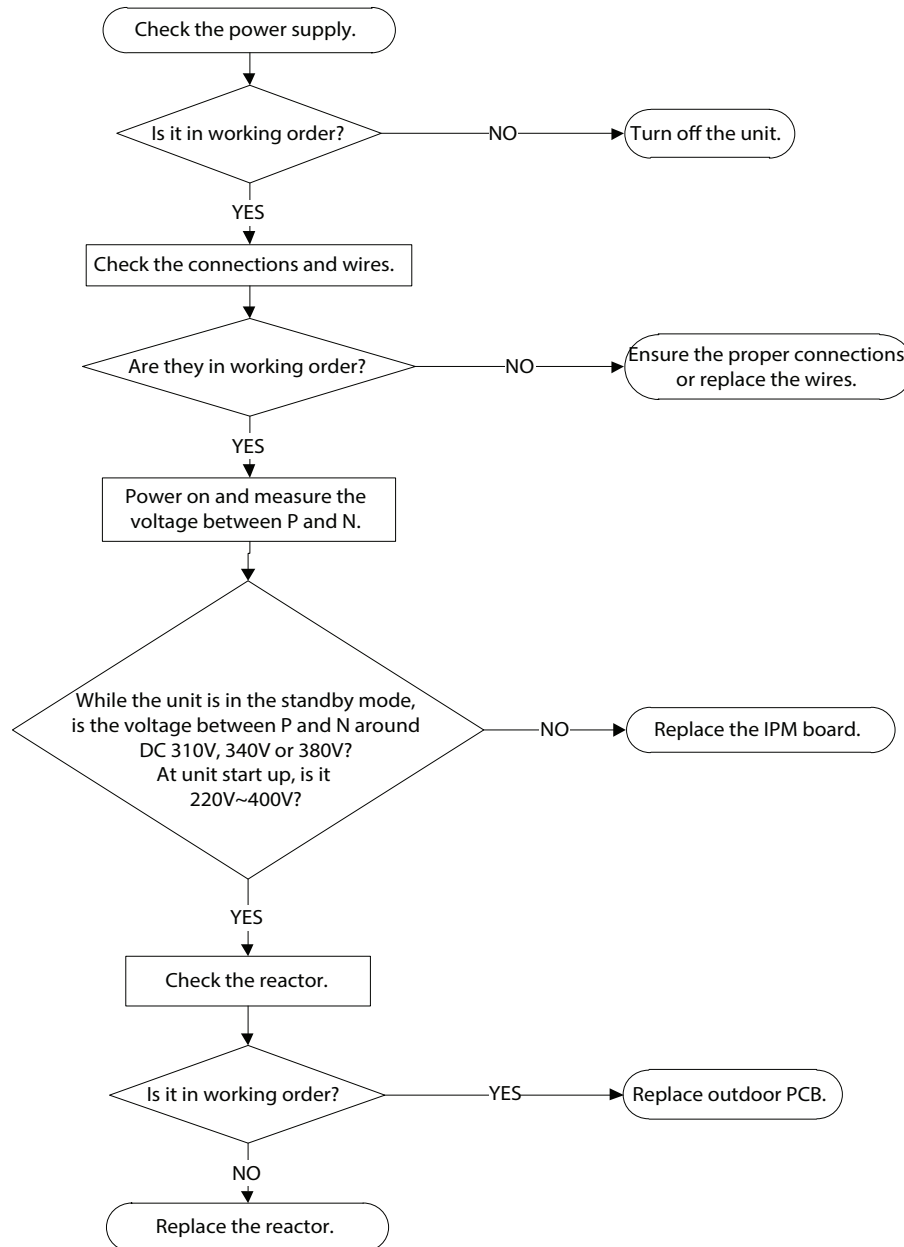 Check the power supply.
Is it in working order?
NO
Turn off the unit.
YES
Check the connections and wires.
Are they in working order?
NO
Ensure the proper connections
or replace the wires.
YES
Power on and measure the
voltage between P and N.
While the unit is in the standby mode,
is the voltage between P and N around
DC 310V, 340V or 380V?
At unit start up, is it
220V~400V?
NO
Replace the IPM board.
YES
Check the reactor.
Is it in working order?
YES
Replace outdoor PCB.
NO
Replace the reactor.